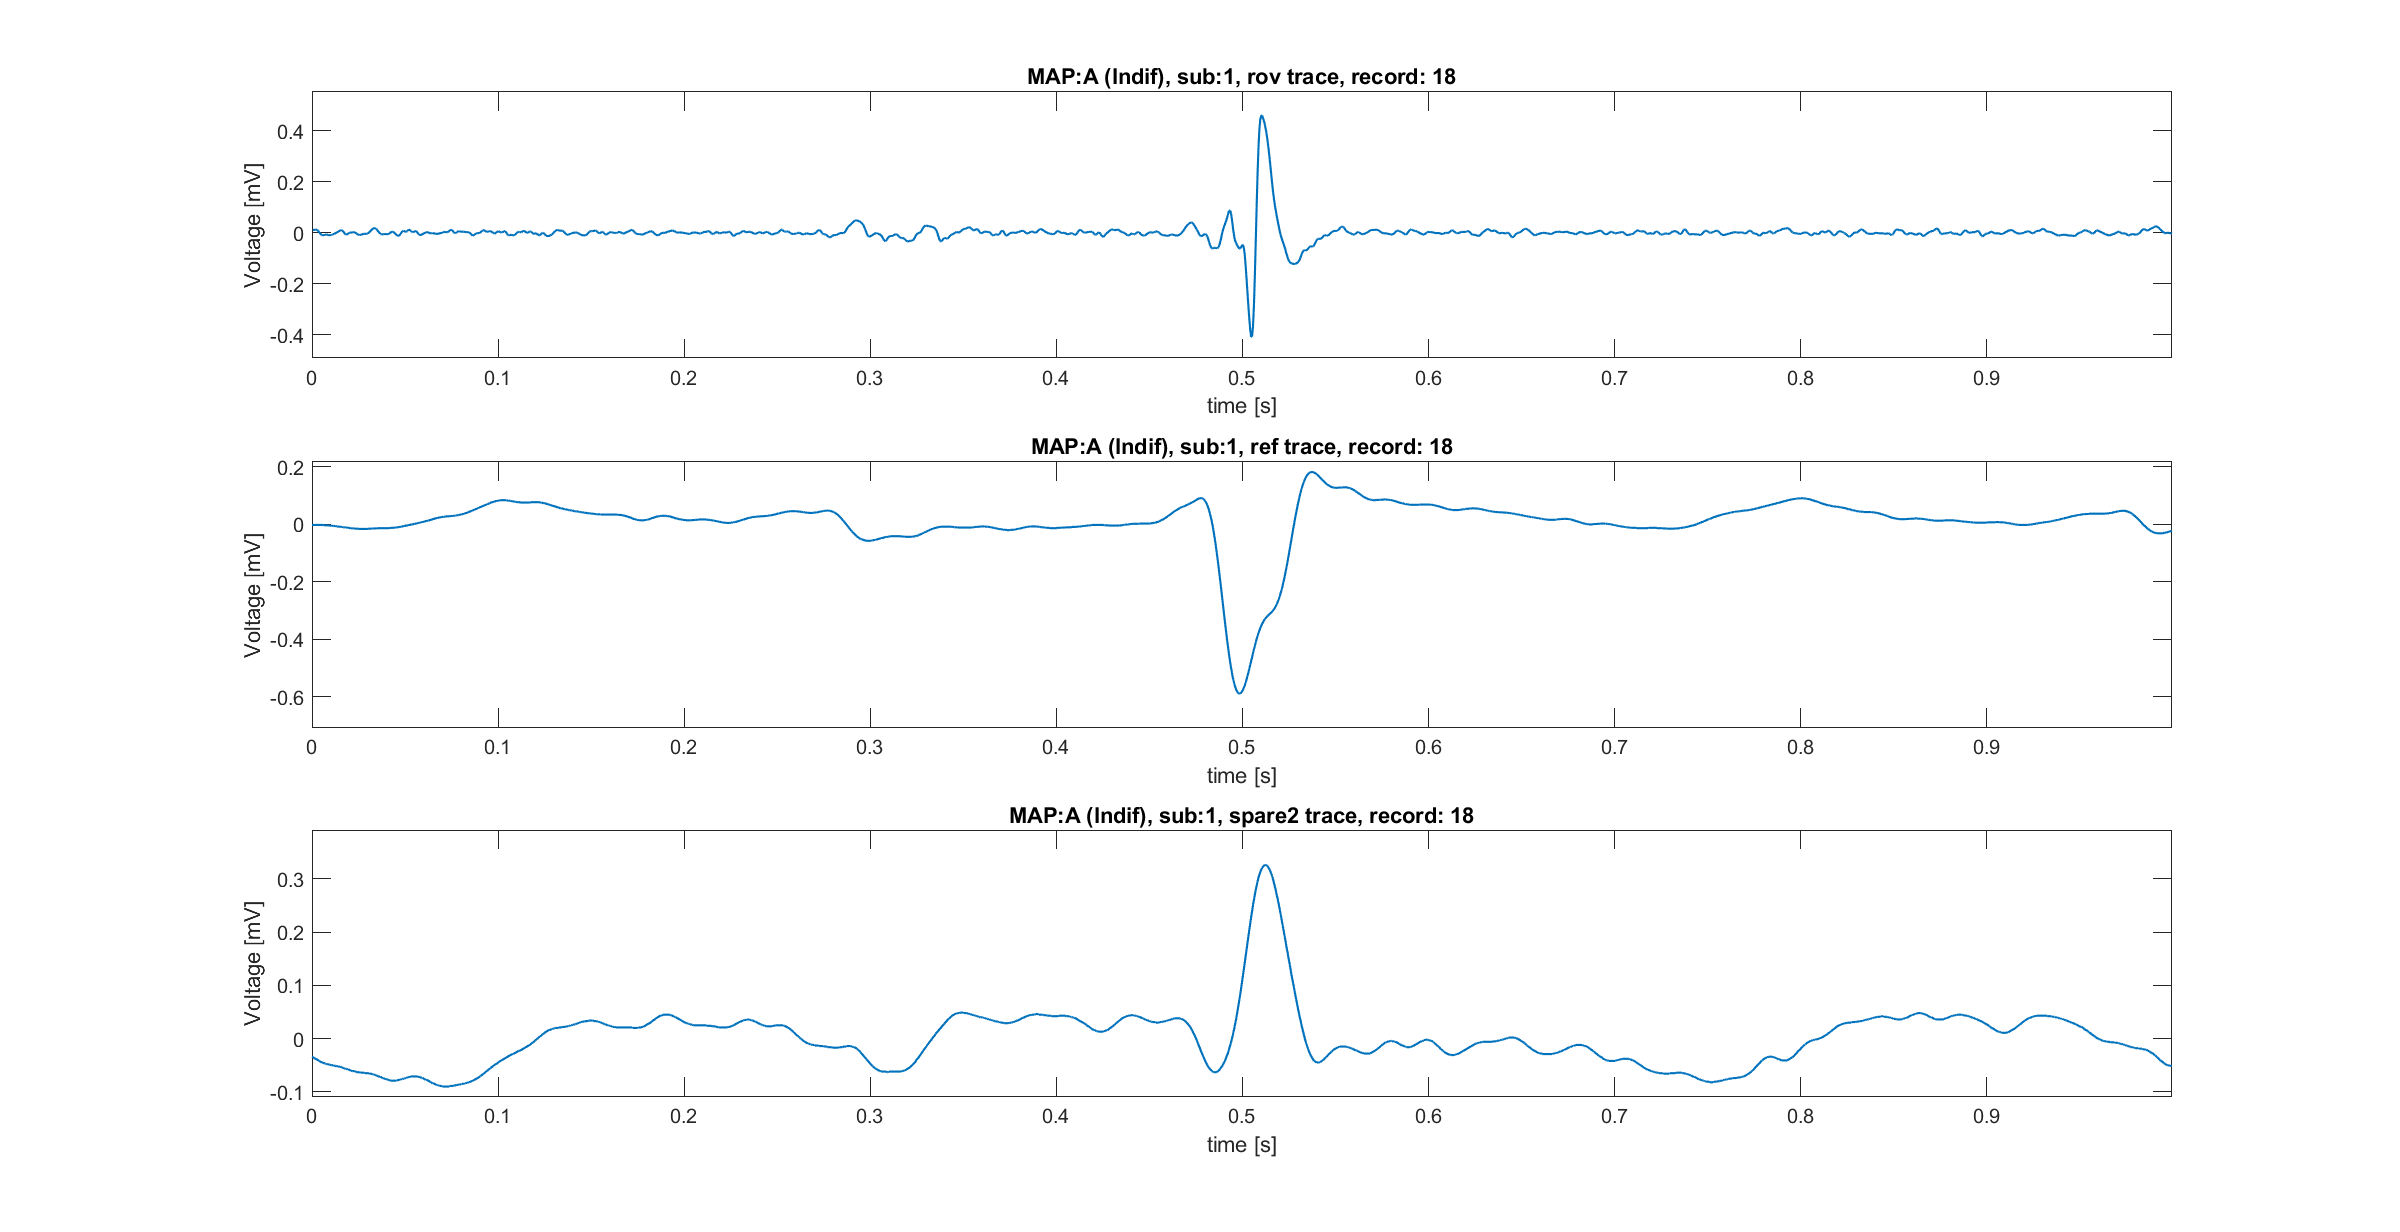 MAP:A (Indif), sub:1, rov trace, record: 18
Voltage [mV]
0.4
0.2
0
-0.2
-0.4
0 0.1 0.2 0.3 0.4 0.5 0.6 0.7 0.8 0.9
time [s]
MAP:A (Indif), sub:1, ref trace, record: 18
Voltage [mV]
0.2
0
-0.2
-0.4
-0.6
0 0.1 0.2 0.3 0.4 0.5 0.6 0.7 0.8 0.9
time [s]
MAP:A (Indif), sub:1, spare2 trace, record: 18
Voltage [mV]
0.3
0.2
0.1
0
-0.1
0 0.1 0.2 0.3 0.4 0.5 0.6 0.7 0.8 0.9
time [s]